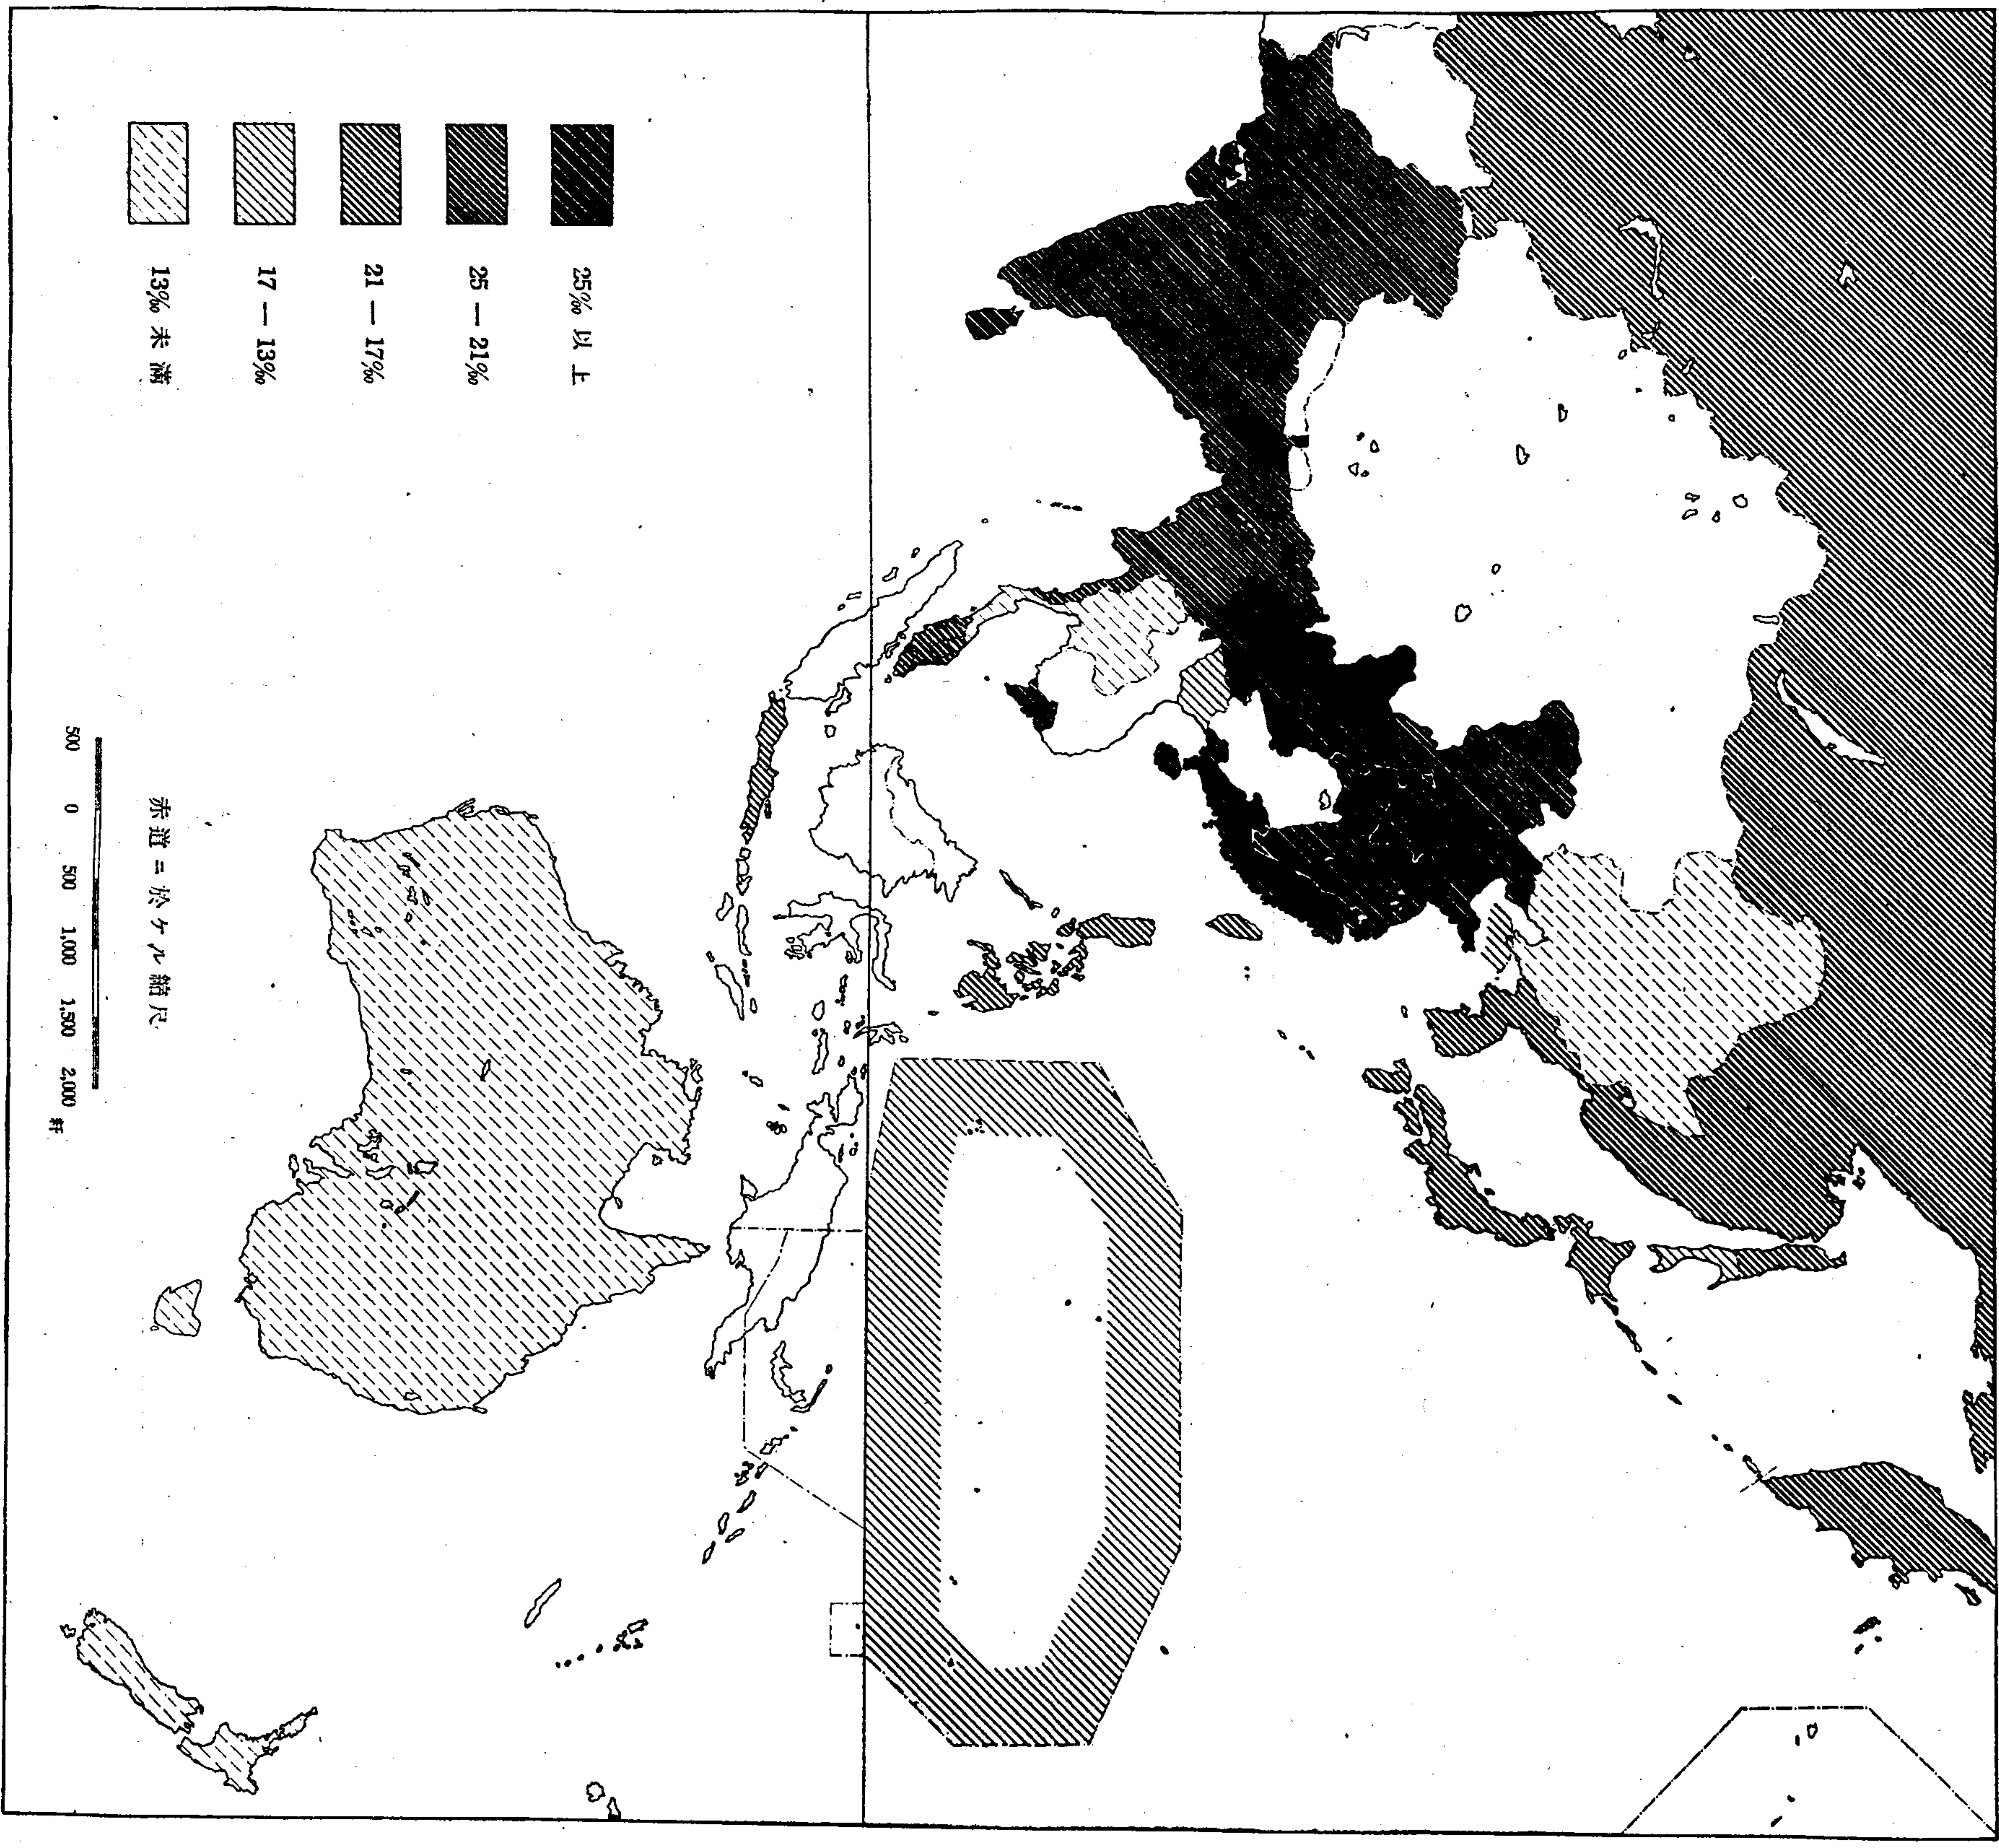 25‰ 以上
25 — 21‰
21 — 17‰
17 — 13‰
13‰ 未満
赤道ニ於ケル縮尺
500 0 500 1,000 1,500 2,000 粁